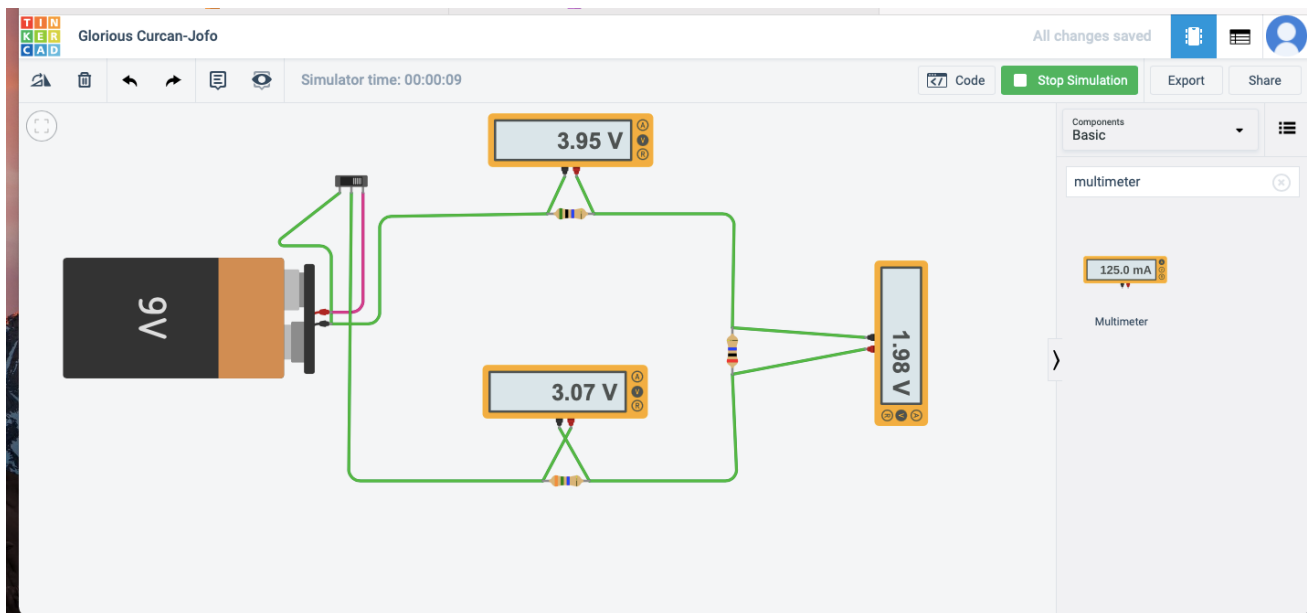 TIN
KER
CAD
Glorious Curcan-Jofo
All changes saved
Simulator time: 00:00:09
Code
Stop Simulation
Export
Share
Components
Basic
multimeter
3.95 V
A
V
R
9V
1.98 V
A
V
R
3.07 V
A
V
R
125.0 mA
Multimeter